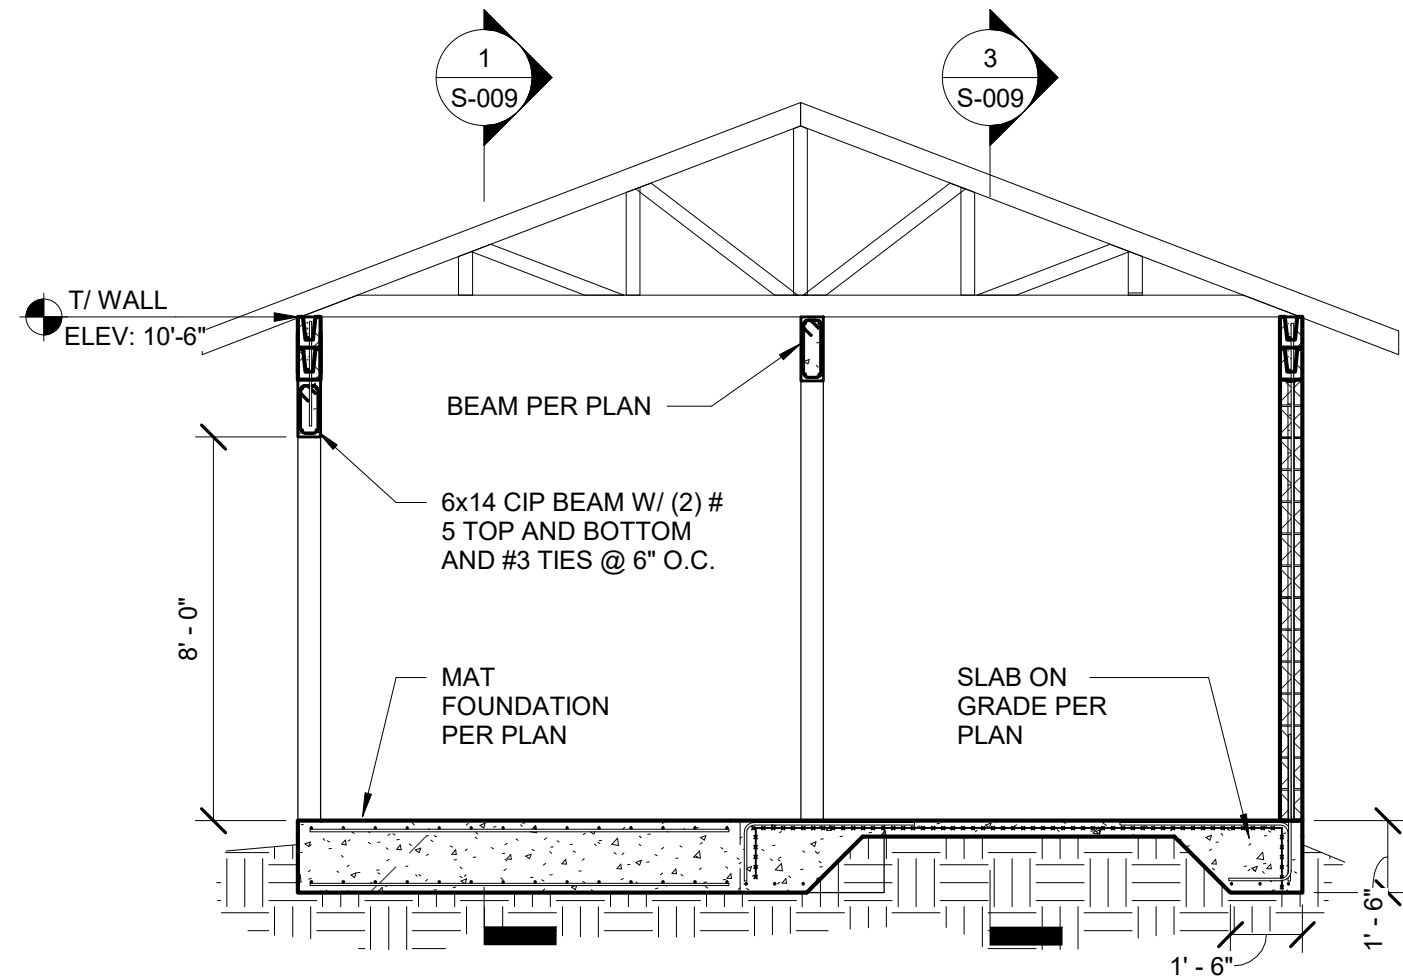 1
S-009
3
S-009
T/ WALL
ELEV: 10'-6"
BEAM PER PLAN
6x14 CIP BEAM W/ (2) #
5 TOP AND BOTTOM
AND #3 TIES @ 6" O.C.
8' - 0"
MAT
FOUNDATION
PER PLAN
SLAB ON
GRADE PER
PLAN
1' - 6"
1' - 6"